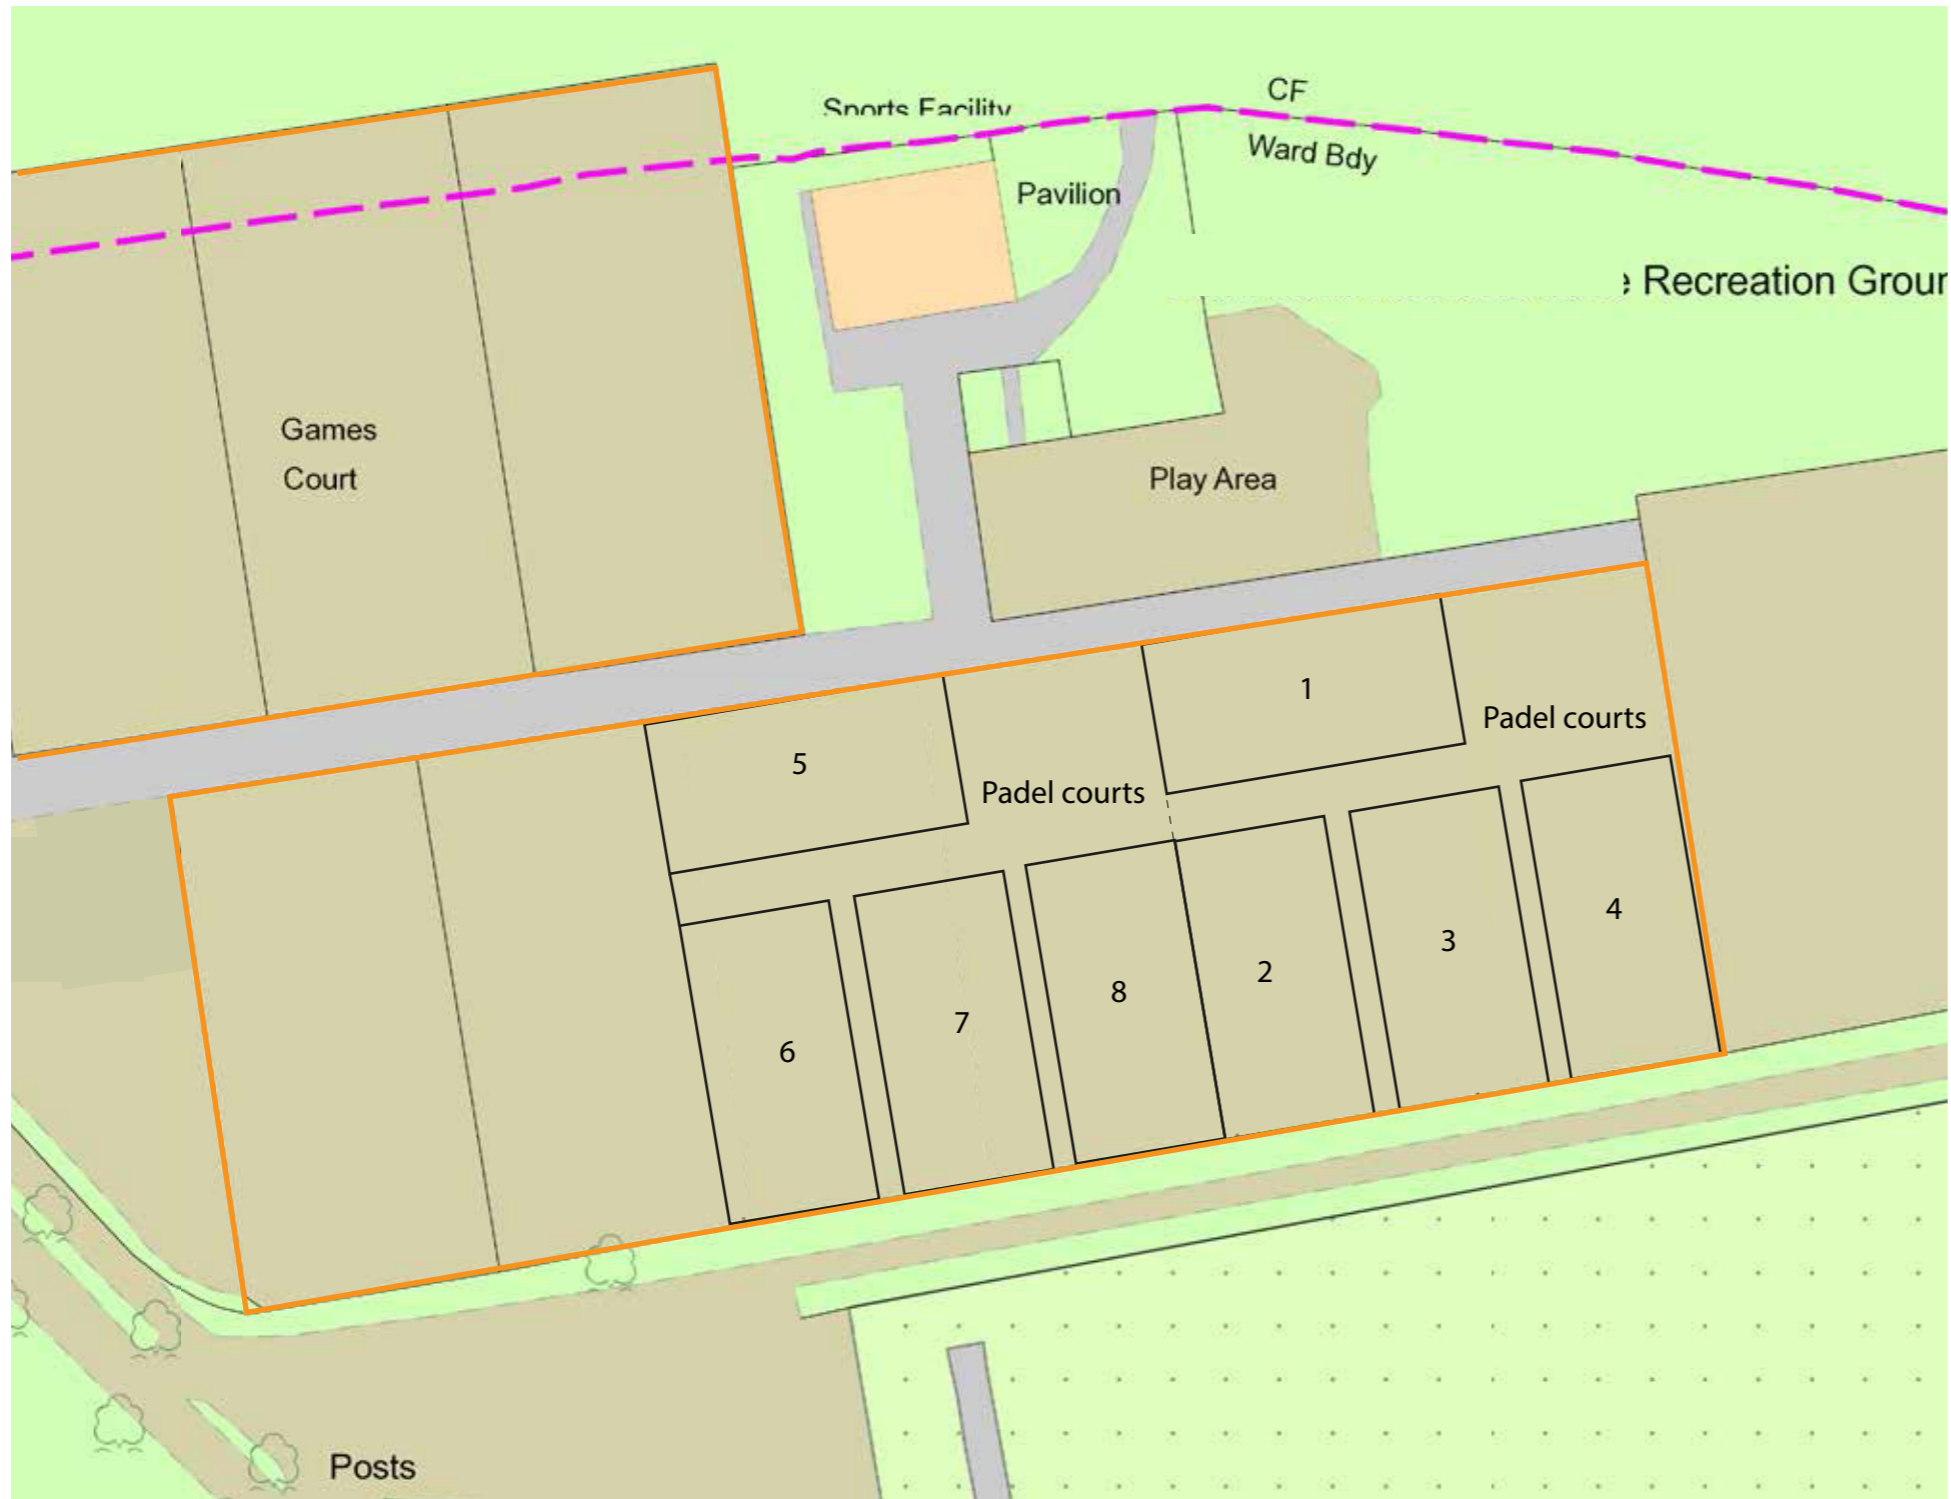 CF
Sports Facility
Ward Bdy
Pavilion
Recreation Grour
Games
Court
Play Area
1
Padel courts
5
Padel courts
4
3
2
8
7
6
Posts